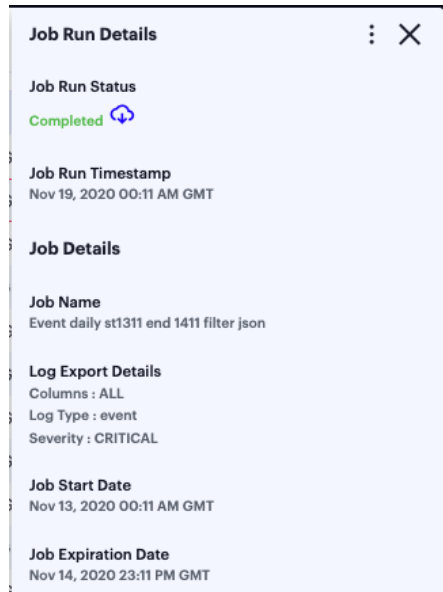 Job Run Details
Job Run Status
Completed
Job Run Timestamp
Nov 19, 2020 00:11 AM GMT
Job Details
Job Name
Event daily st1311 end 1411 filter json
Log Export Details
Columns : ALL
Log Type : event
Severity : CRITICAL
Job Start Date
Nov 13, 2020 00:11 AM GMT
Job Expiration Date
Nov 14, 2020 23:11 PM GMT